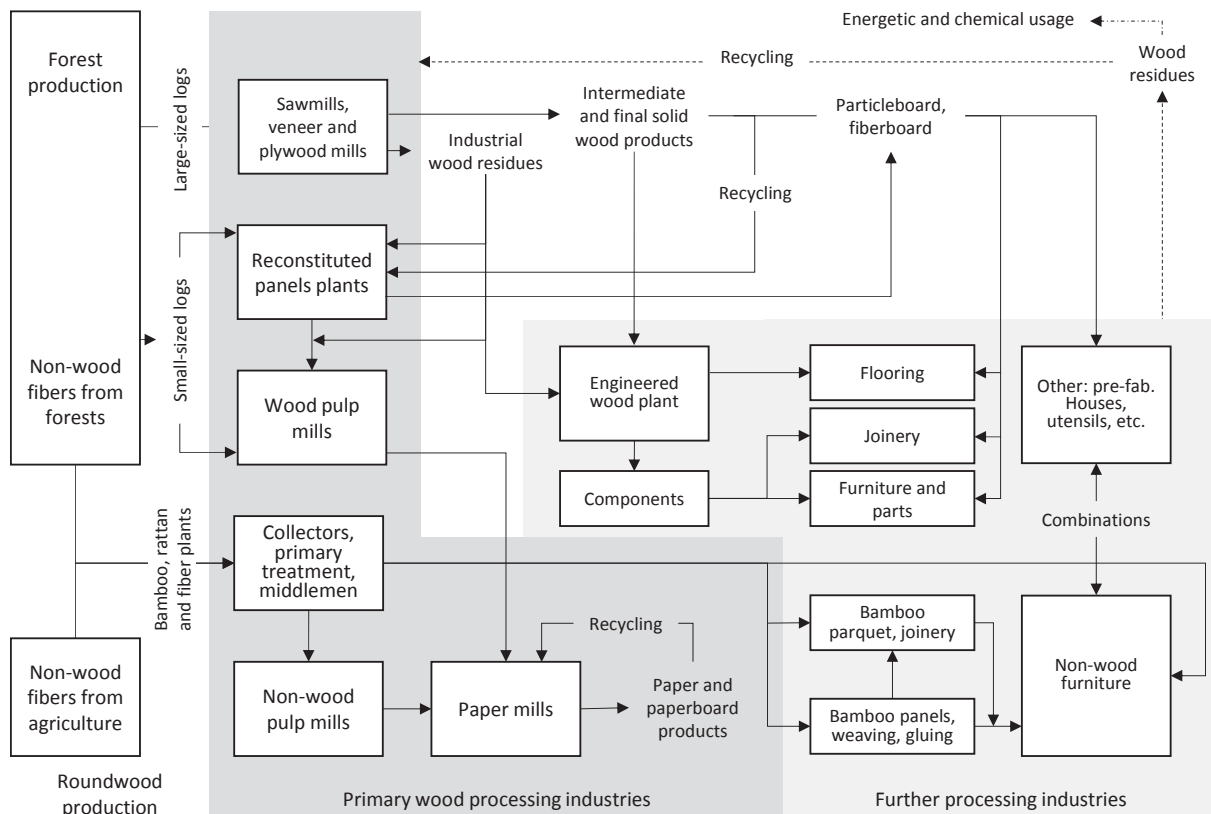 Forest
production
Non-wood
fibers from
forests
Non-wood
fibers from
agriculture
Roundwood
production
Large-sized logs
Small-sized logs
Bamboo, rattan
and fiber plants
Sawmills,
veneer and
plywood mills
Reconstituted
panels plants
Wood pulp
mills
Collectors,
primary
treatment,
middlemen
Non-wood
pulp mills
Paper mills
Recycling
Paper and
paperboard
products
Primary wood processing industries
Industrial
wood residues
Intermediate
and final solid
wood products
Recycling
Particleboard,
fiberboard
Recycling
Energetic and chemical usage
Wood
residues
Engineered
wood plant
Components
Flooring
Joinery
Furniture and
parts
Other: pre-fab.
Houses,
utensils, etc.
Combinations
Bamboo
parquet, joinery
Bamboo panels,
weaving, gluing
Non-wood
furniture
Further processing industries